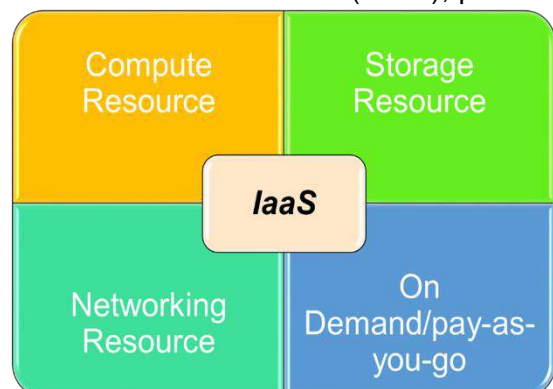 Compute
Resource
Storage
Resource
IaaS
Networking
Resource
On
Demand/pay-as-
you-go